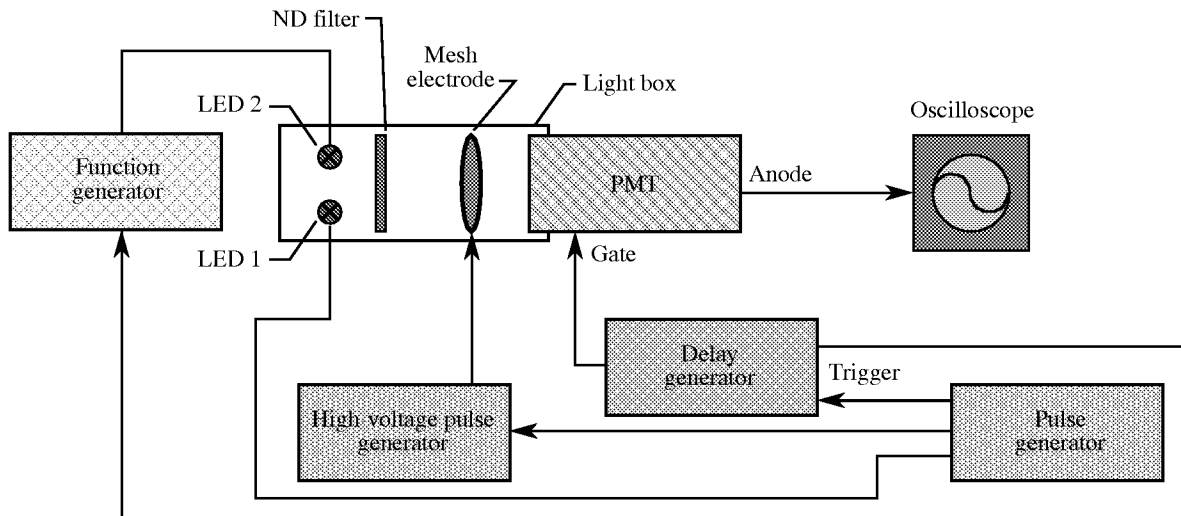 ND filter
Mesh
electrode
Light box
LED 2
Oscilloscope
Function
generator
PMT
Anode
LED 1
Gate
Delay
generator
Trigger
High-voltage pulse
generator
Pulse
generator